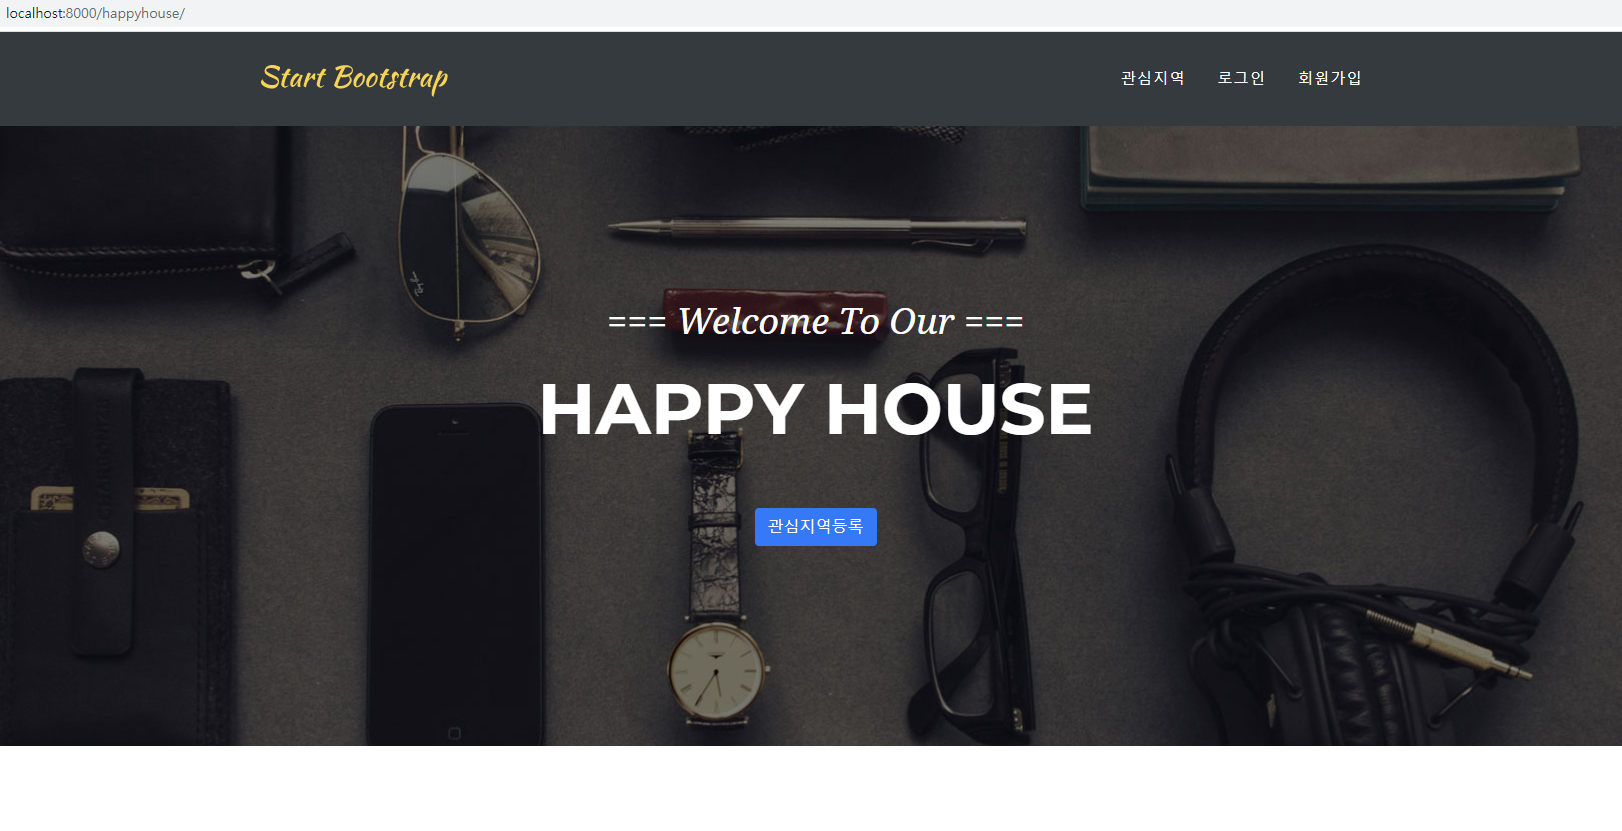 localhost:8000/happyhouse/
Start Bootstrap
관심지역 로그인 회원가입
=== Welcome To Our ===
HAPPY HOUSE
관심지역등록